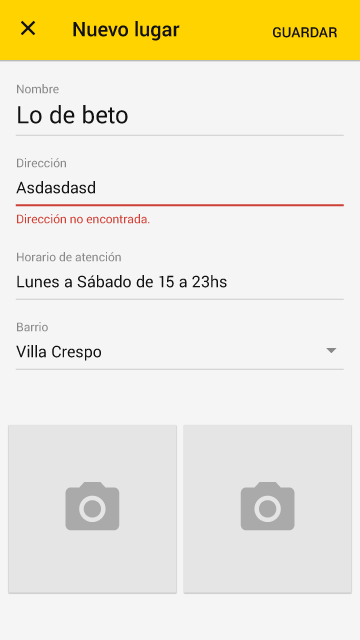 Nuevo lugar
GUARDAR
Nombre
Lo de beto
Dirección
Asdasdasd
Dirección no encontrada.
Horario de atención
Lunes a Sábado de 15 a 23hs
Barrio
Villa Crespo